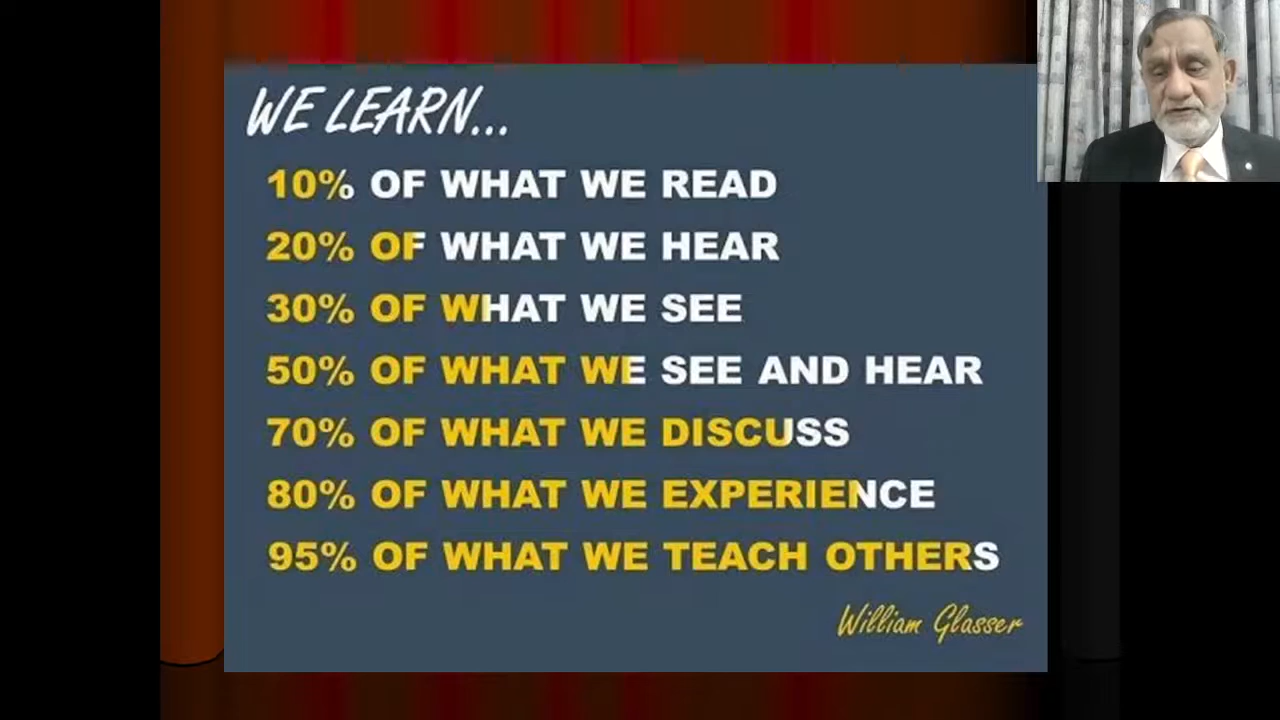 WE LEARN...
10% OF WHAT WE READ
20% OF WHAT WE HEAR
30% OF WHAT WE SEE
50% OF WHAT WE SEE AND HEAR
70% OF WHAT WE DISCUSS
80% OF WHAT WE EXPERIENCE
95% OF WHAT WE TEACH OTHERS
William Glasser